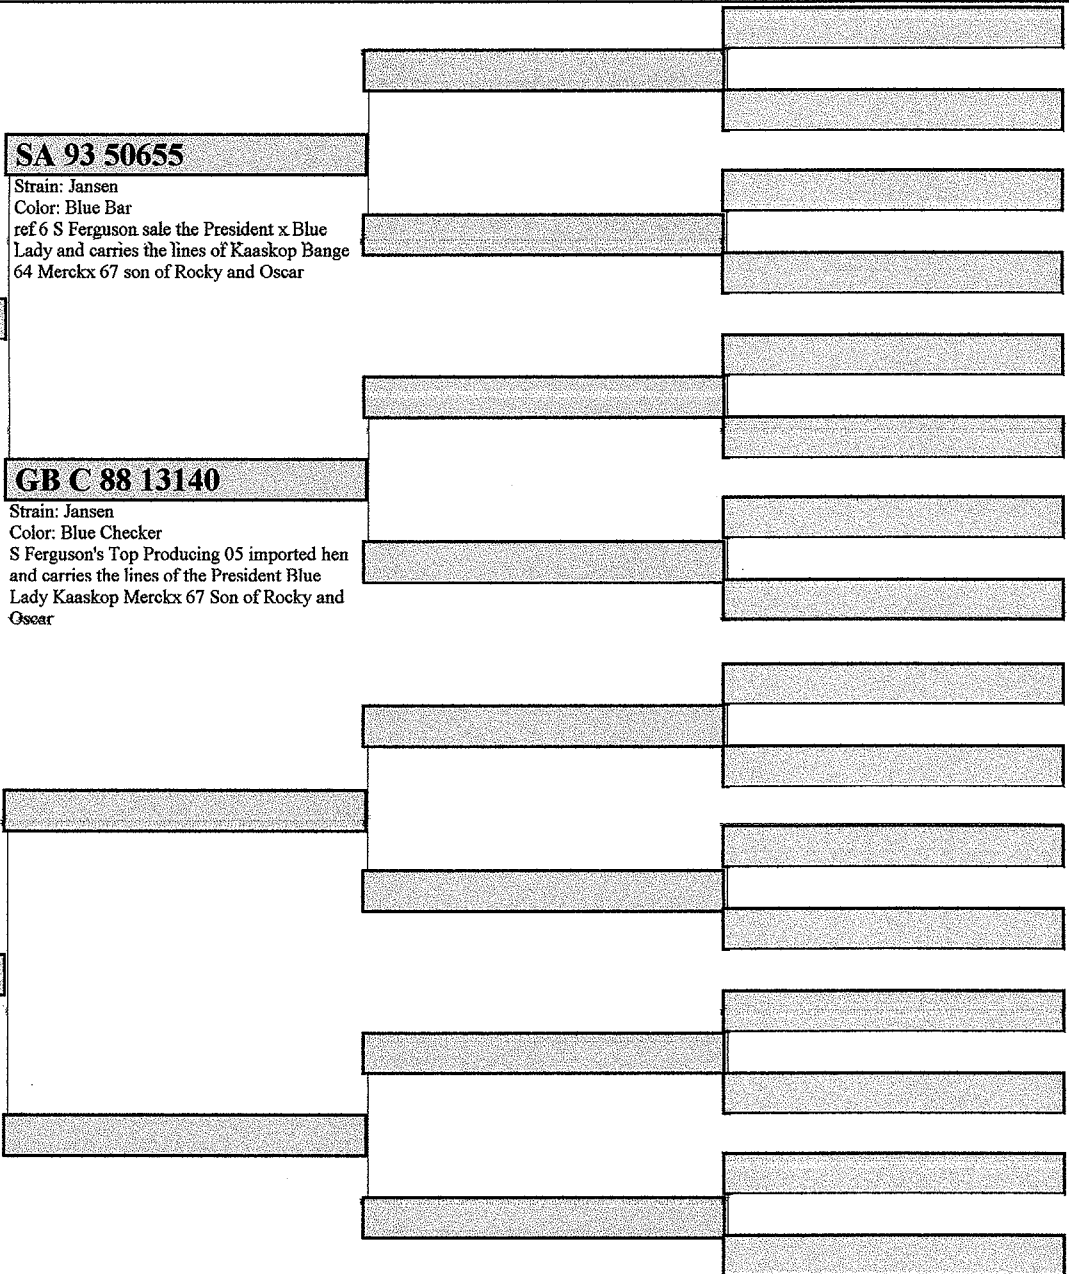 SA 93 50655
Strain: Jansen
Color: Blue Bar
ref 6 S Ferguson sale the President x Blue
Lady and carries the lines of Kaaskop Bange
64 Merckx 67 son of Rocky and Oscar
GB C 88 13140
Strain: Jansen
Color: Blue Checker
S Ferguson's Top Producing 05 imported hen
and carries the lines of the President Blue
Lady Kaaskop Merckx 67 Son of Rocky and
Oscar